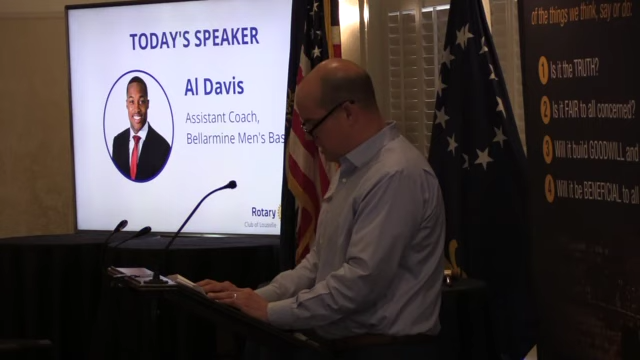 TODAY'S SPEAKER
Al Davis
Assistant Coach,
Bellarmine Men's Bas
Rotary
Club of Louisville
of the things we think, say or do:
1 Is it the TRUTH?
2 Is it FAIR to all concerned?
3 Will it build GOODWILL and
4 Will it be BENEFICIAL to all